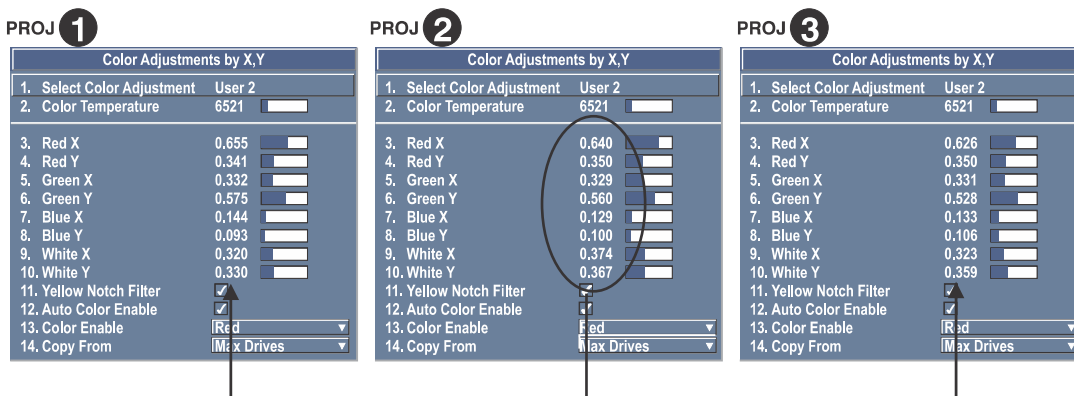 PROJ 1
Color Adjustments by X,Y
1. Select Color Adjustment User 2
2. Color Temperature 6521
3. Red X 0.655
4. Red Y 0.341
5. Green X 0.332
6. Green Y 0.575
7. Blue X 0.144
8. Blue Y 0.093
9. White X 0.320
10. White Y 0.330
11. Yellow Notch Filter
12. Auto Color Enable
13. Color Enable Red
14. Copy From Max Drives
PROJ 2
Color Adjustments by X,Y
1. Select Color Adjustment User 2
2. Color Temperature 6521
3. Red X 0.640
4. Red Y 0.350
5. Green X 0.329
6. Green Y 0.560
7. Blue X 0.129
8. Blue Y 0.100
9. White X 0.374
10. White Y 0.367
11. Yellow Notch Filter
12. Auto Color Enable
13. Color Enable Red
14. Copy From Max Drives
PROJ 3
Color Adjustments by X,Y
1. Select Color Adjustment User 2
2. Color Temperature 6521
3. Red X 0.626
4. Red Y 0.350
5. Green X 0.331
6. Green Y 0.528
7. Blue X 0.133
8. Blue Y 0.106
9. White X 0.323
10. White Y 0.359
11. Yellow Notch Filter
12. Auto Color Enable
13. Color Enable Red
14. Copy From Max Drives